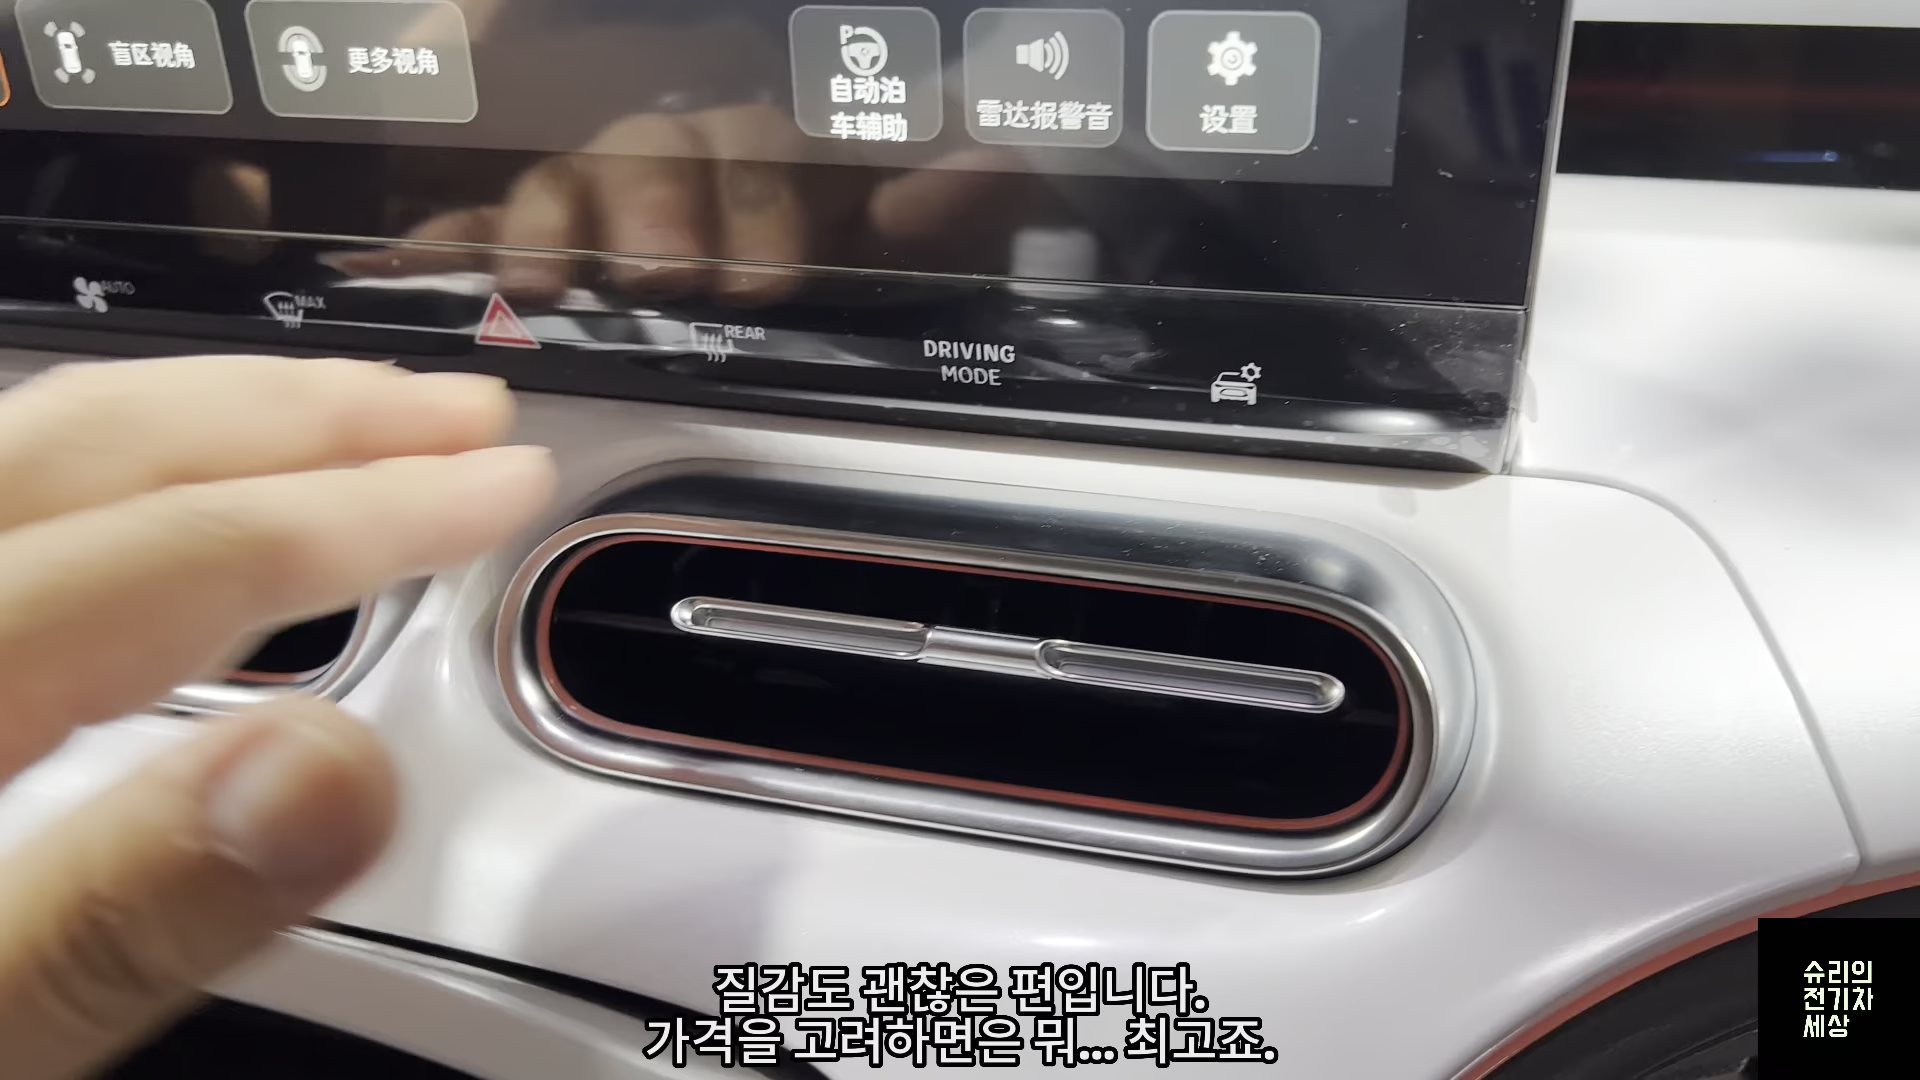 盲区视角
更多视角
自动泊
车辅助
雷达报警音
设置
AUTO
MAX
REAR
DRIVING
MODE
질감도 괜찮은 편입니다.
가격을 고려하면은 뭐... 최고죠.
슈리의
전기차
세상